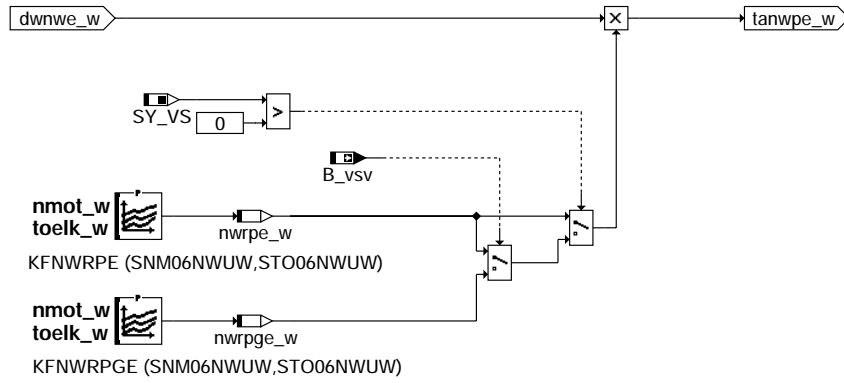 dwnwe_w
×
tanwpe_w
SY_VS
>
0
B_vsv
P
nmot_w
toelk_w
nwrpe_w
KFNWRPE (SNM06NWUW,STO06NWUW)
P
nmot_w
toelk_w
nwrpge_w
KFNWRPGE (SNM06NWUW,STO06NWUW)